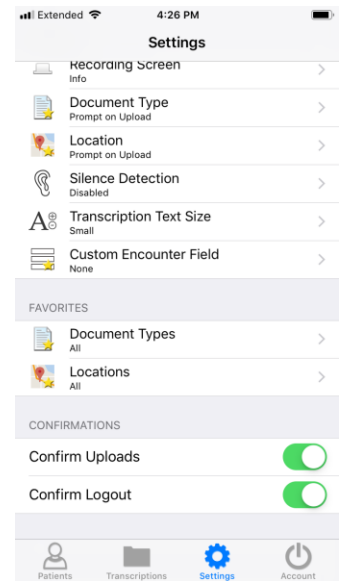 Extended 4:26 PM
Settings
Recording Screen
Info
Document Type
Prompt on Upload
Location
Prompt on Upload
Silence Detection
Disabled
Transcription Text Size
Small
Custom Encounter Field
None
FAVORITES
Document Types
All
Locations
All
CONFIRMATIONS
Confirm Uploads
Confirm Logout
Patients Transcriptions Settings Account